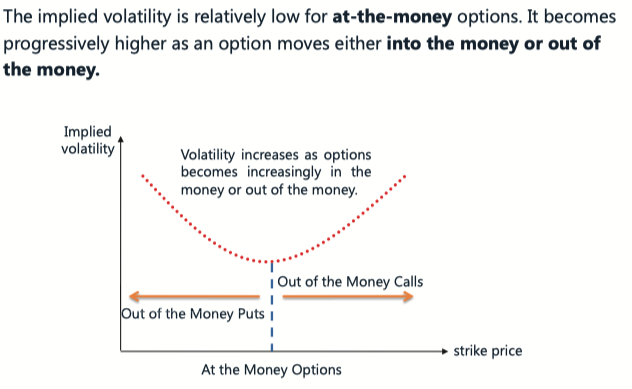 The implied volatility is relatively low for at-the-money options. It becomes
progressively higher as an option moves either into the money or out of
the money.
Implied
volatility
Volatility increases as options
becomes increasingly in the
money or out of the money.
Out of the Money Calls
Out of the Money Puts
strike price
At the Money Options